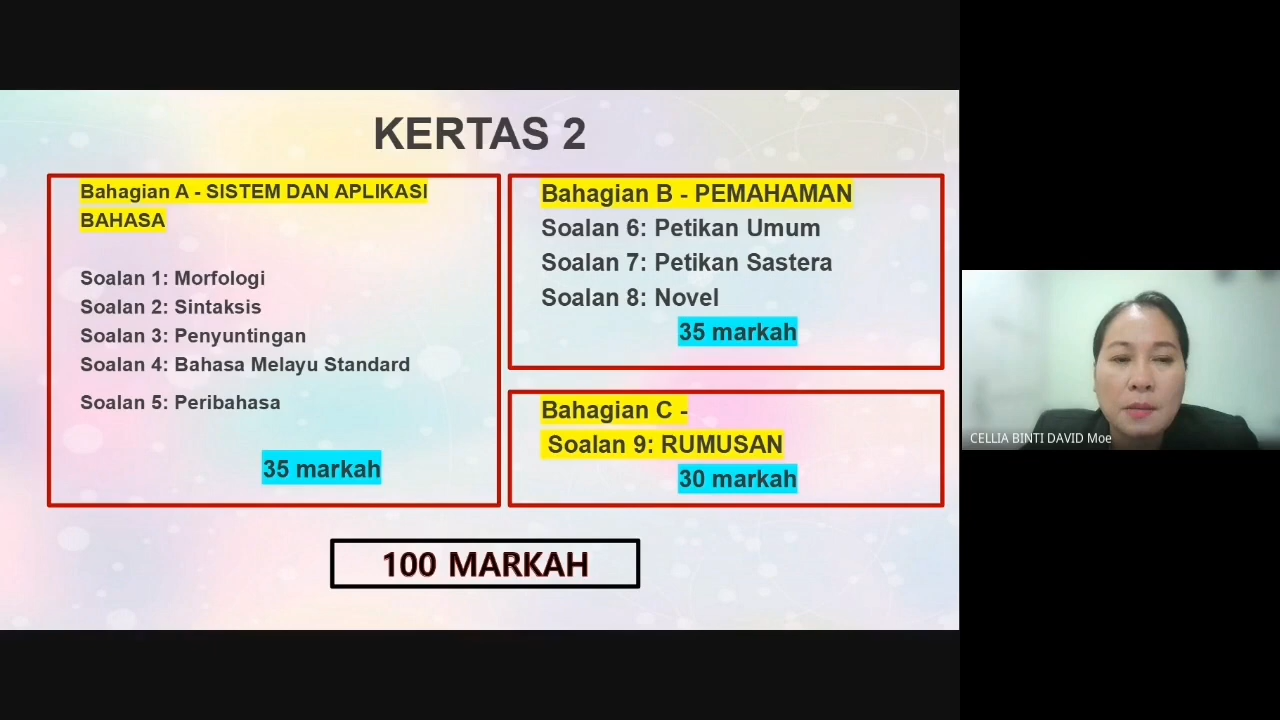 KERTAS 2
Bahagian A - SISTEM DAN APLIKASI
BAHASA
Soalan 1: Morfologi
Soalan 2: Sintaksis
Soalan 3: Penyuntingan
Soalan 4: Bahasa Melayu Standard
Soalan 5: Peribahasa
35 markah
Bahagian B - PEMAHAMAN
Soalan 6: Petikan Umum
Soalan 7: Petikan Sastera
Soalan 8: Novel
35 markah
Bahagian C -
Soalan 9: RUMUSAN
30 markah
100 MARKAH
CELLIA BINTI DAVID Moe